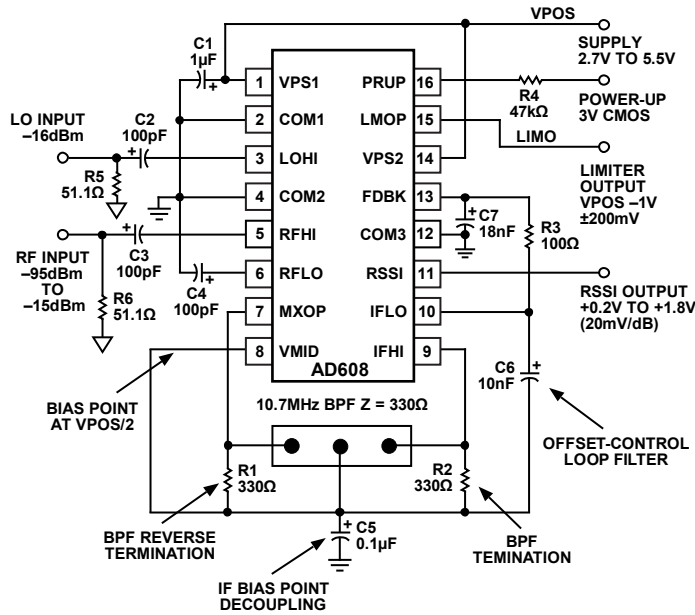 VPOS
C1
1µF
SUPPLY
2.7V TO 5.5V
1 VPS1
PRUP 16
R4
47kΩ
POWER-UP
3V CMOS
LO INPUT
–16dBm
C2
100pF
2 COM1
LMOP 15
LIMO
3 LOHI
VPS2 14
LIMITER
OUTPUT
VPOS –1V
±200mV
R5
51.1Ω
4 COM2
FDBK 13
C7
18nF
R3
100Ω
5 RFHI
COM3 12
RF INPUT
–95dBm
TO
–15dBm
C3
100pF
6 RFLO
RSSI 11
RSSI OUTPUT
+0.2V TO +1.8V
(20mV/dB)
R6
51.1Ω
C4
100pF
7 MXOP
IFLO 10
8 VMID
IFHI 9
AD608
C6
10nF
BIAS POINT
AT VPOS/2
10.7MHz BPF Z = 330Ω
OFFSET-CONTROL
LOOP FILTER
R1
330Ω
R2
330Ω
BPF REVERSE
TERMINATION
C5
0.1µF
BPF
TEMINATION
IF BIAS POINT
DECOUPLING
+
+
+
+
+
+
+